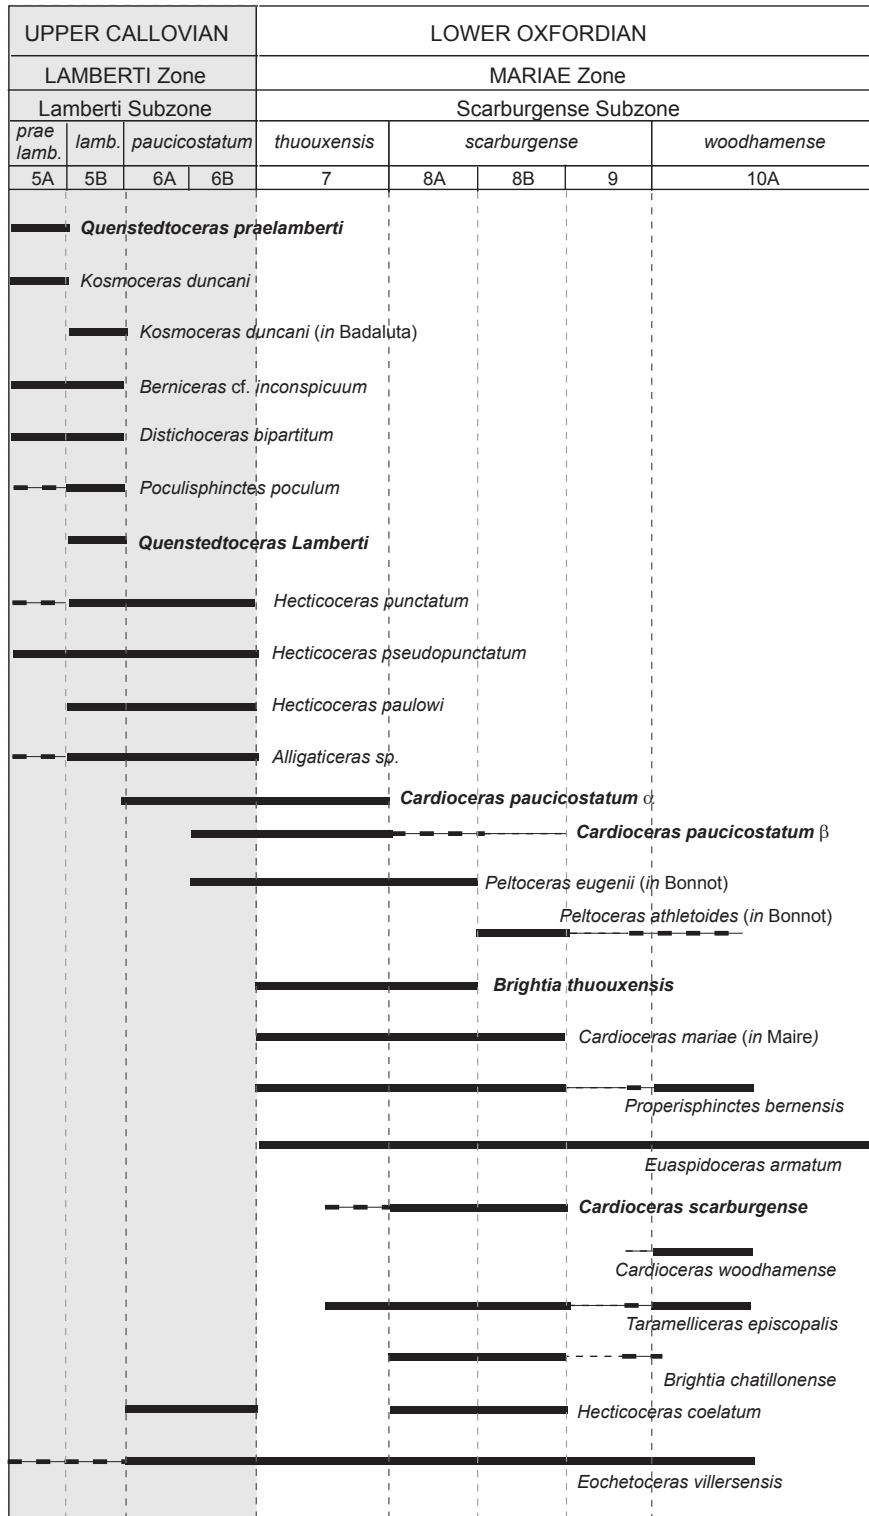 UPPER CALLOVIAN LOWER OXFORDIAN
LAMBERTI Zone MARIAE Zone
Lamberti Subzone Scarburgense Subzone
prae lamb. lamb. paucicostatum thuouxensis scarburgense woodhamense
5A 5B 6A 6B 7 8A 8B 9 10A
Quenstedtoceras praelamberti
Kosmoceras duncani
Kosmoceras duncani (in Badaluta)
Berniceras cf. inconspicuum
Distichoceras bipartitum
Poculisphinctes poculum
Quenstedtoceras Lamberti
Hecticoceras punctatum
Hecticoceras pseudopunctatum
Hecticoceras paulowi
Alligaticeras sp.
Cardioceras paucicostatum α
Cardioceras paucicostatum β
Peltoceras eugenii (in Bonnot)
Peltoceras athletoides (in Bonnot)
Brightia thuouxensis
Cardioceras mariae (in Maire)
Properisphinctes bernensis
Euaspidoceras armatum
Cardioceras scarburgense
Cardioceras woodhamense
Taramelliceras episcopalis
Brightia chatillonense
Hecticoceras coelatum
Eochetoceras villersensis